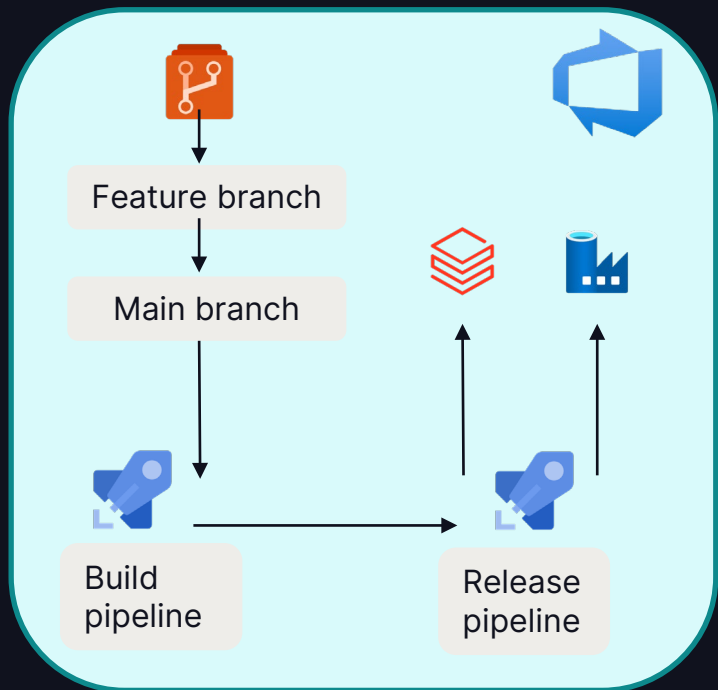 Feature branch
Main branch
Build
pipeline
Release
pipeline